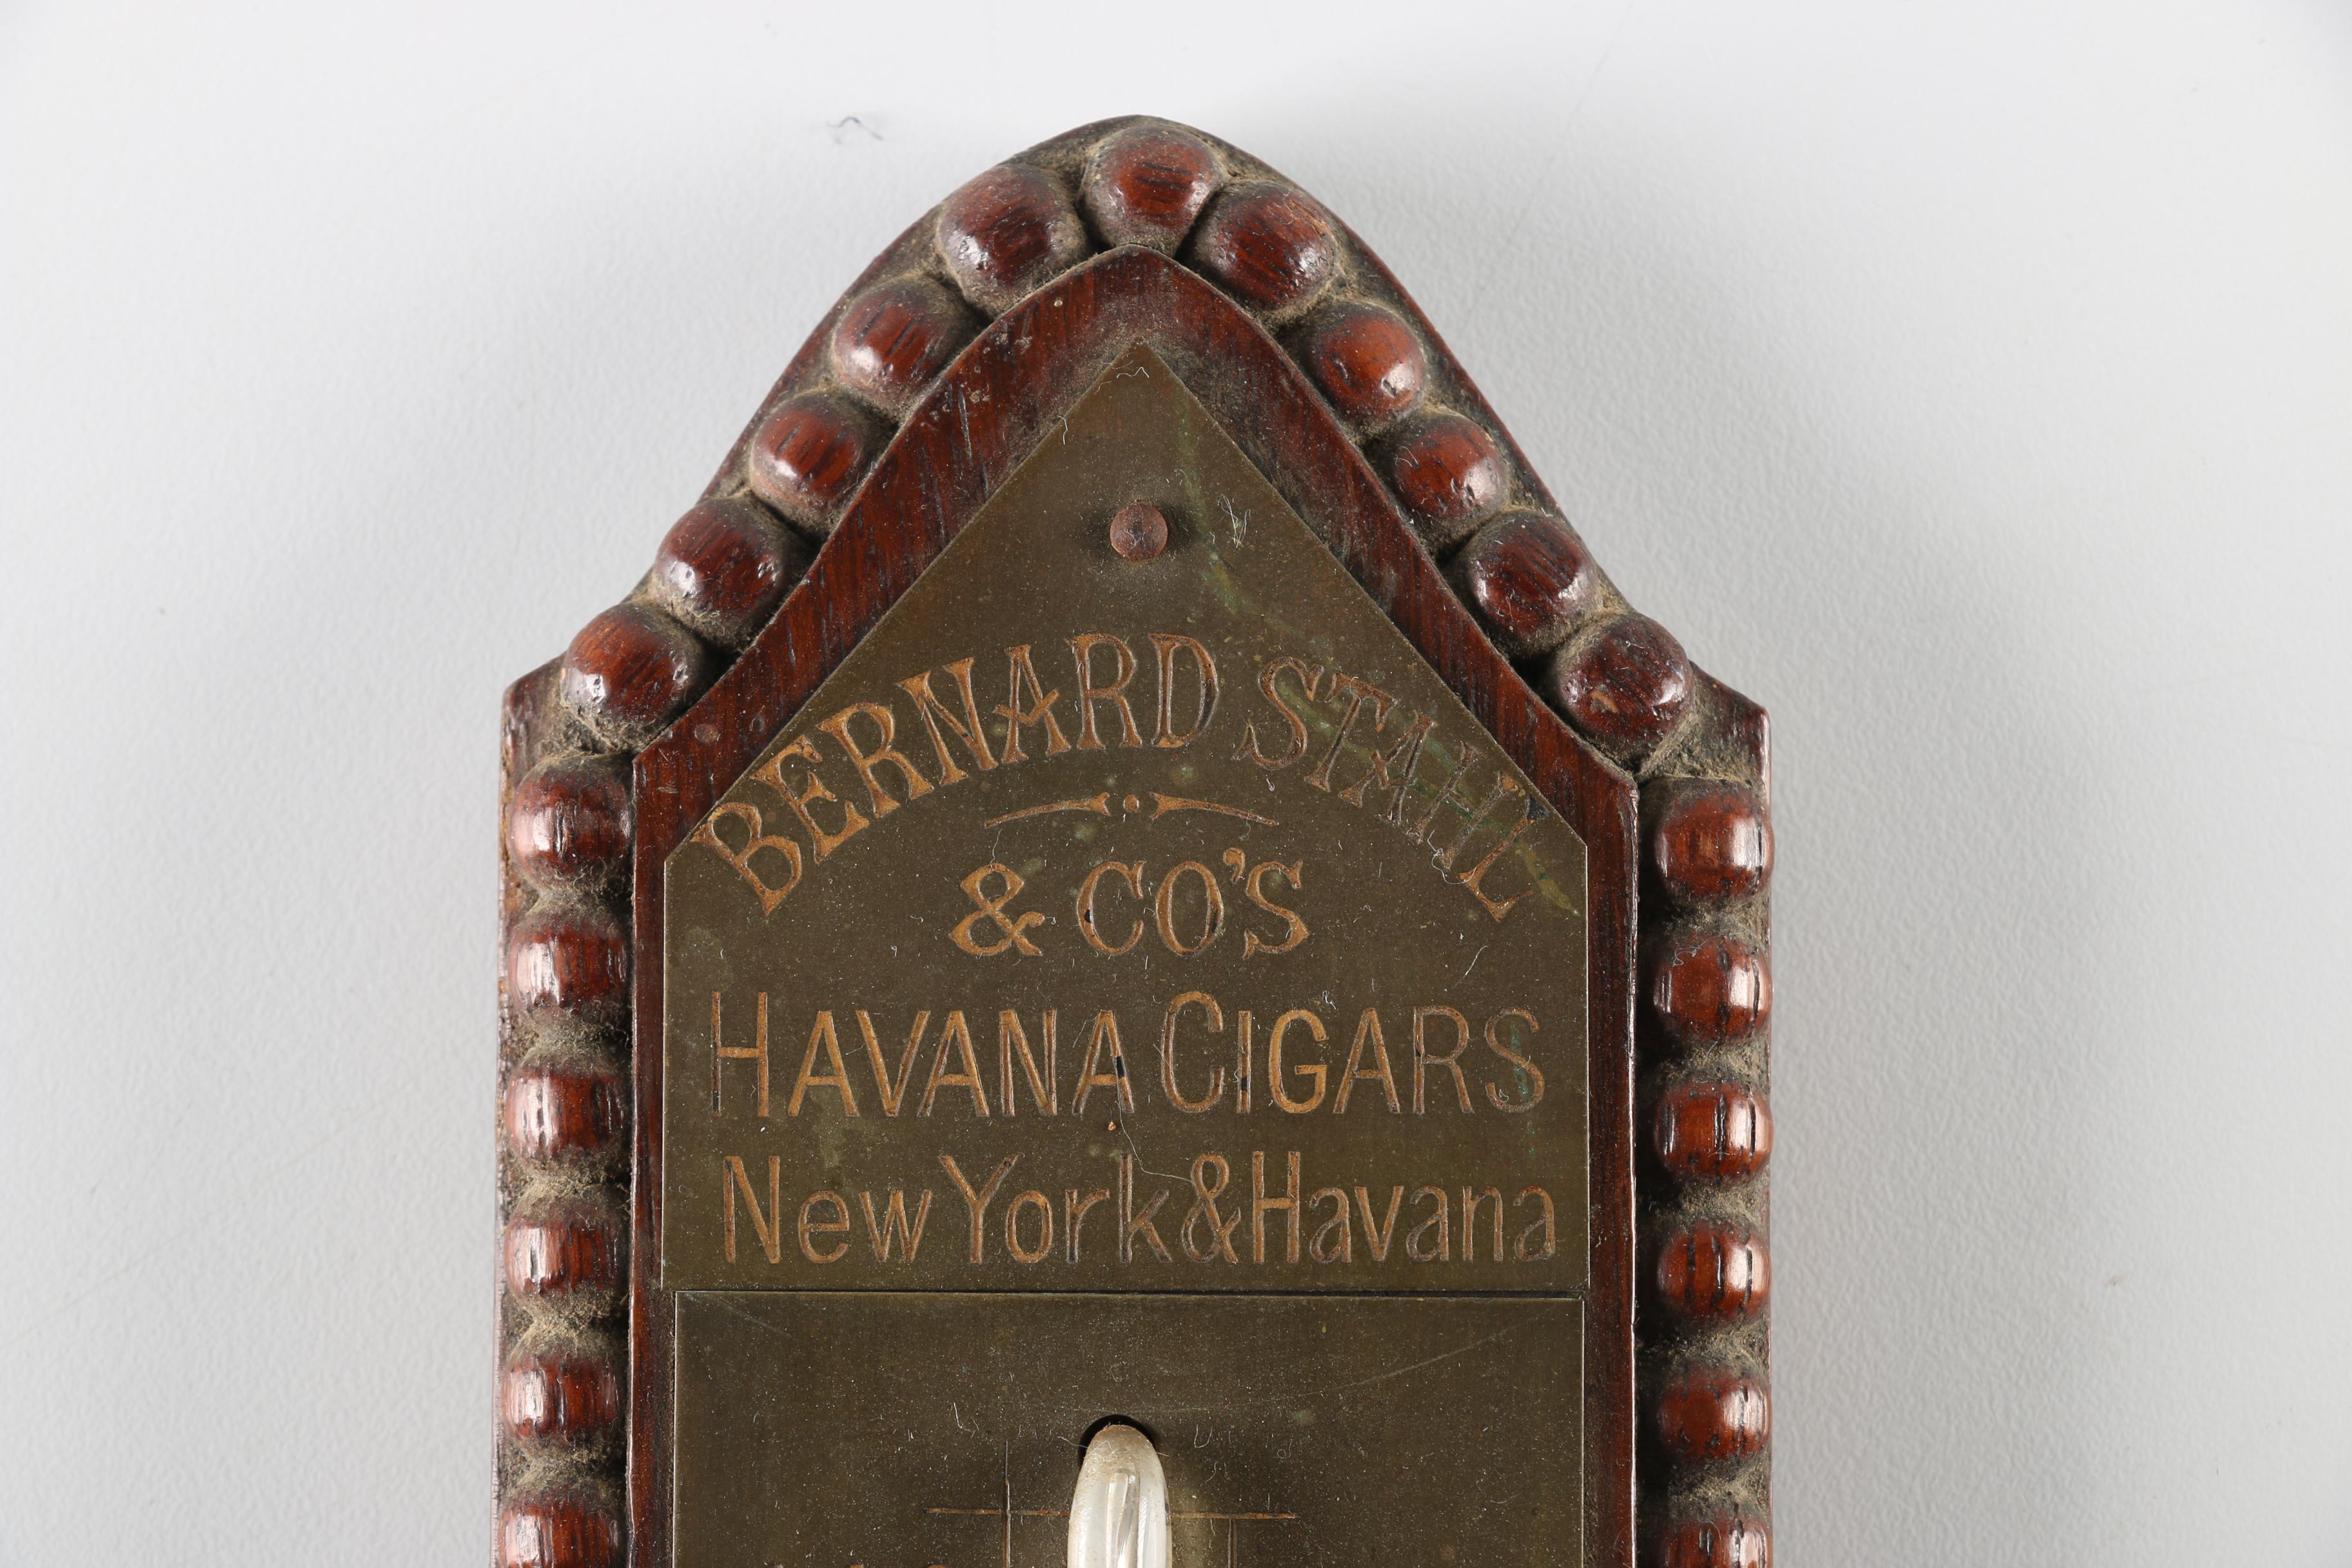 BERNARD STAHL
& CO'S
HAVANA CIGARS
New York & Havana